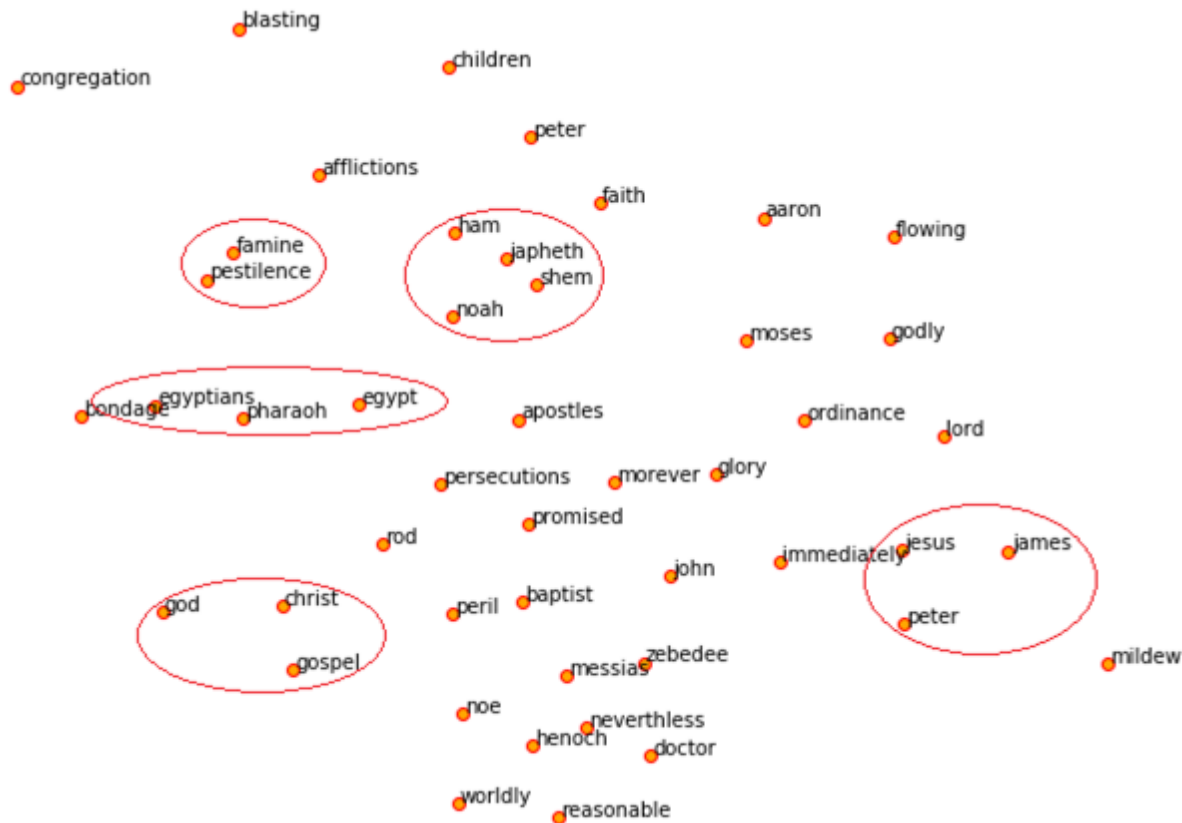 blasting
children
congregation
peter
afflictions
faith
aaron
flowing
ham
famine
japheth
pestilence
shem
noah
moses
godly
egyptians
egypt
bondage
pharaoh
apostles
ordinance
lord
persecutions
morever
glory
promised
rod
jesus
james
immediately
john
god
christ
baptist
peril
peter
gospel
messias
zebedee
mildew
noe
neverthless
henoch
doctor
worldly
reasonable